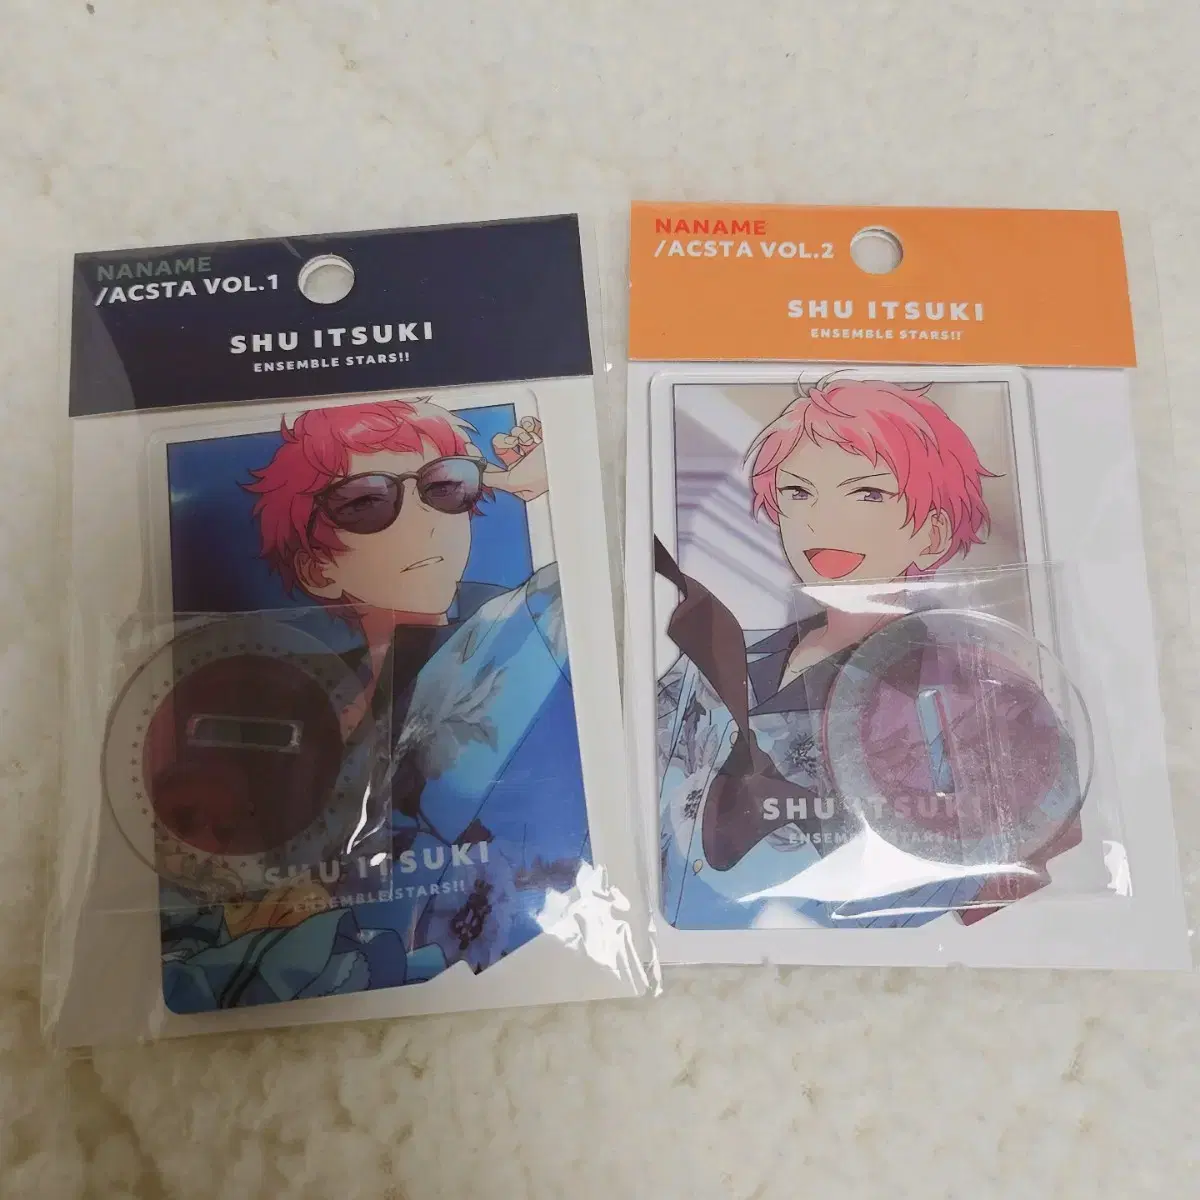 NANAME
/ACSTA VOL.1
SHU ITSUKI
ENSEMBLE STARS!!
SHU ITSUKI
ENSEMBLE STARS!!
NANAME
/ACSTA VOL.2
SHU ITSUKI
ENSEMBLE STARS!!
SHU ITSUKI
ENSEMBLE STARS!!